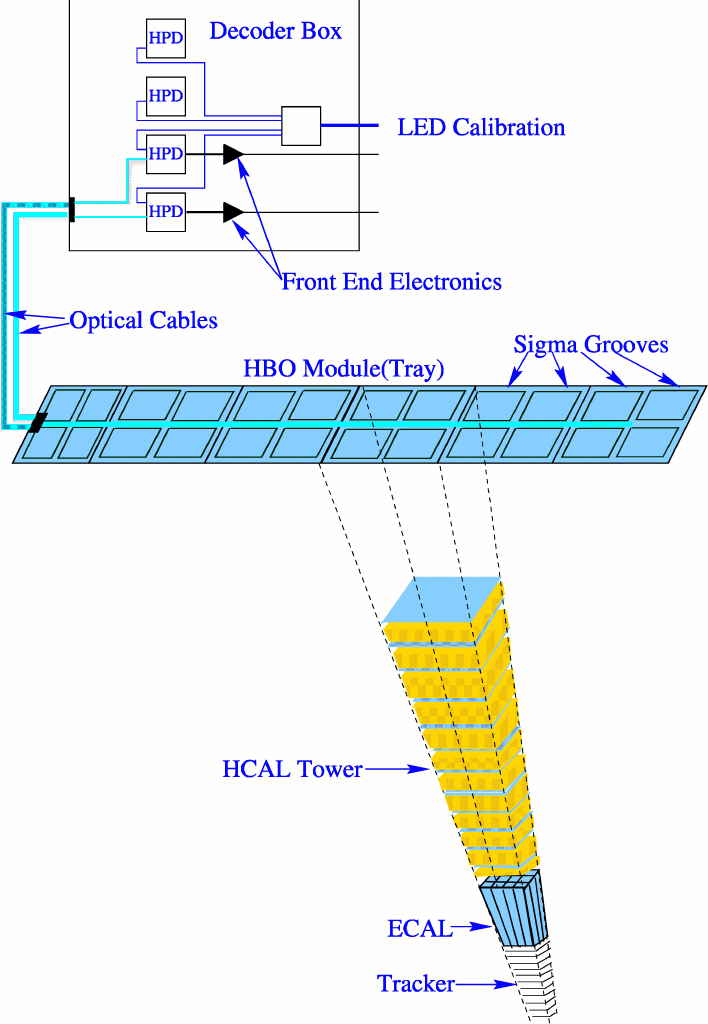 HPD
Decoder Box
HPD
LED Calibration
HPD
HPD
Front End Electronics
Optical Cables
Sigma Grooves
HBO Module(Tray)
HCAL Tower
ECAL
Tracker